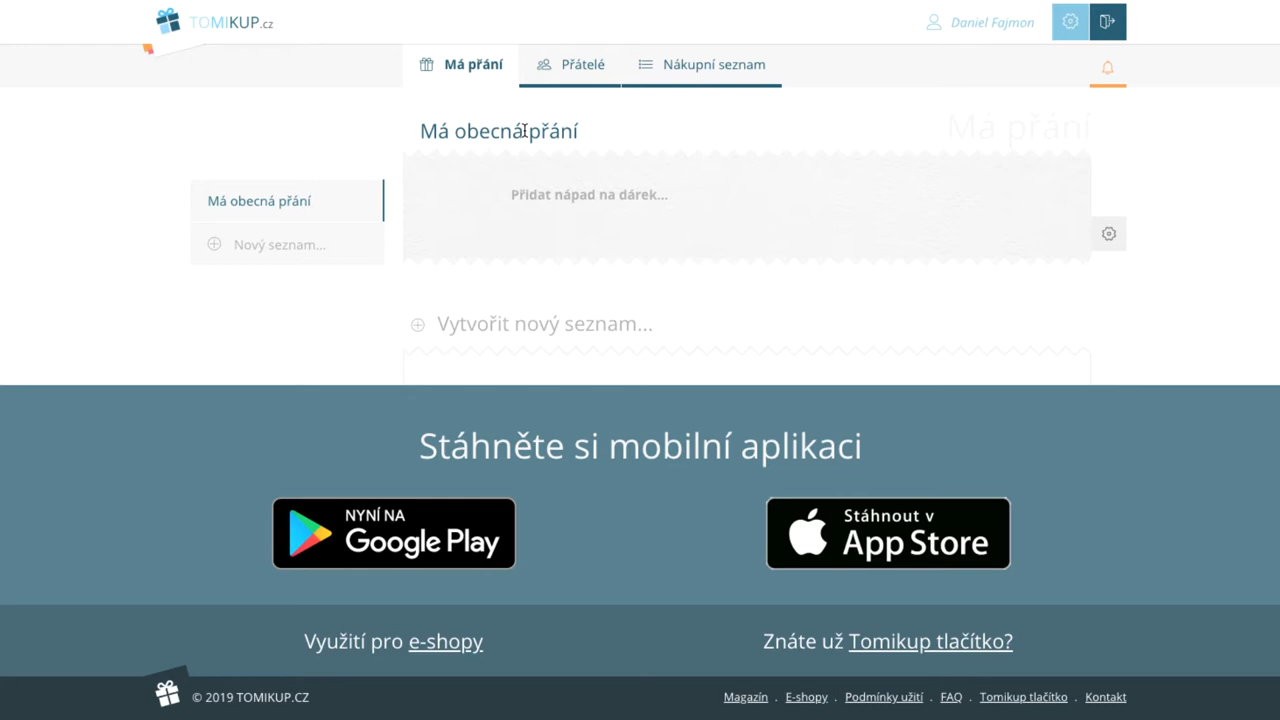 TOMIKUP.cz
Daniel Fajmon
Má přání
Přátelé
Nákupní seznam
Má obecná přání
Má přání
Přidat nápad na dárek...
Má obecná přání
Nový seznam...
Vytvořit nový seznam...
Stáhněte si mobilní aplikaci
NYNÍ NA
Google Play
Stáhnout v
App Store
Využití pro e-shopy
Znáte už Tomikup tlačítko?
© 2019 TOMIKUP.CZ
Magazín . E-shopy . Podmínky užití . FAQ . Tomikup tlačítko . Kontakt